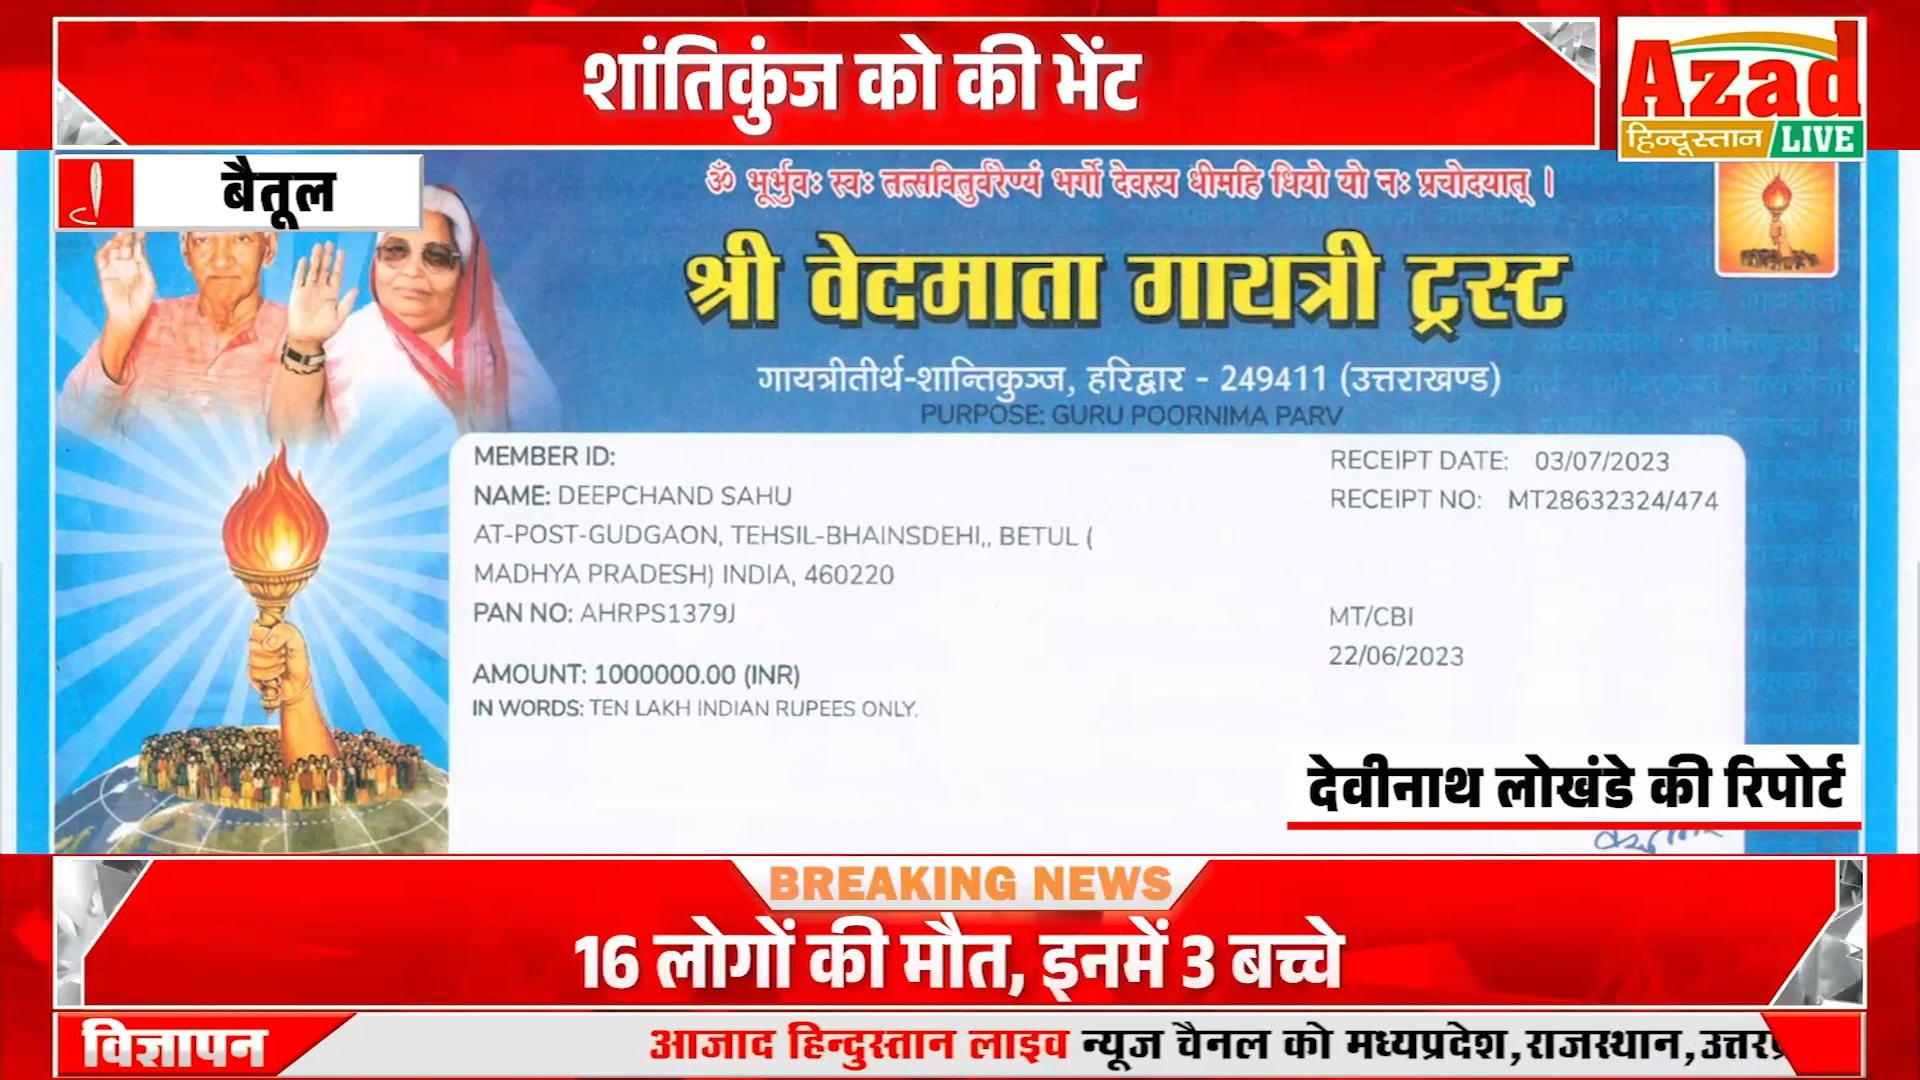 शांतिकुंज को की भेंट
Azad
हिन्दूस्तान LIVE
बैतूल
ॐ भूर्भुवः स्वः तत्सवितुर्वरेण्यं भर्गो देवस्य धीमहि धियो यो नः प्रचोदयात् ।
श्री वेदमाता गायत्री ट्रस्ट
गायत्रीतीर्थ-शान्तिकुञ्ज, हरिद्वार - 249411 (उत्तराखण्ड)
PURPOSE: GURU POORNIMA PARV
MEMBER ID:
RECEIPT DATE: 03/07/2023
NAME: DEEPCHAND SAHU
RECEIPT NO: MT28632324/474
AT-POST-GUDGAON, TEHSIL-BHAINSDEHI,, BETUL (
MADHYA PRADESH) INDIA, 460220
PAN NO: AHRPS1379J
MT/CBI
22/06/2023
AMOUNT: 1000000.00 (INR)
IN WORDS: TEN LAKH INDIAN RUPEES ONLY.
देवीनाथ लोखंडे की रिपोर्ट
BREAKING NEWS
16 लोगों की मौत, इनमें 3 बच्चे
विज्ञापन
आजाद हिन्दुस्तान लाइव न्यूज चैनल को मध्यप्रदेश,राजस्थान,उत्तरप्र